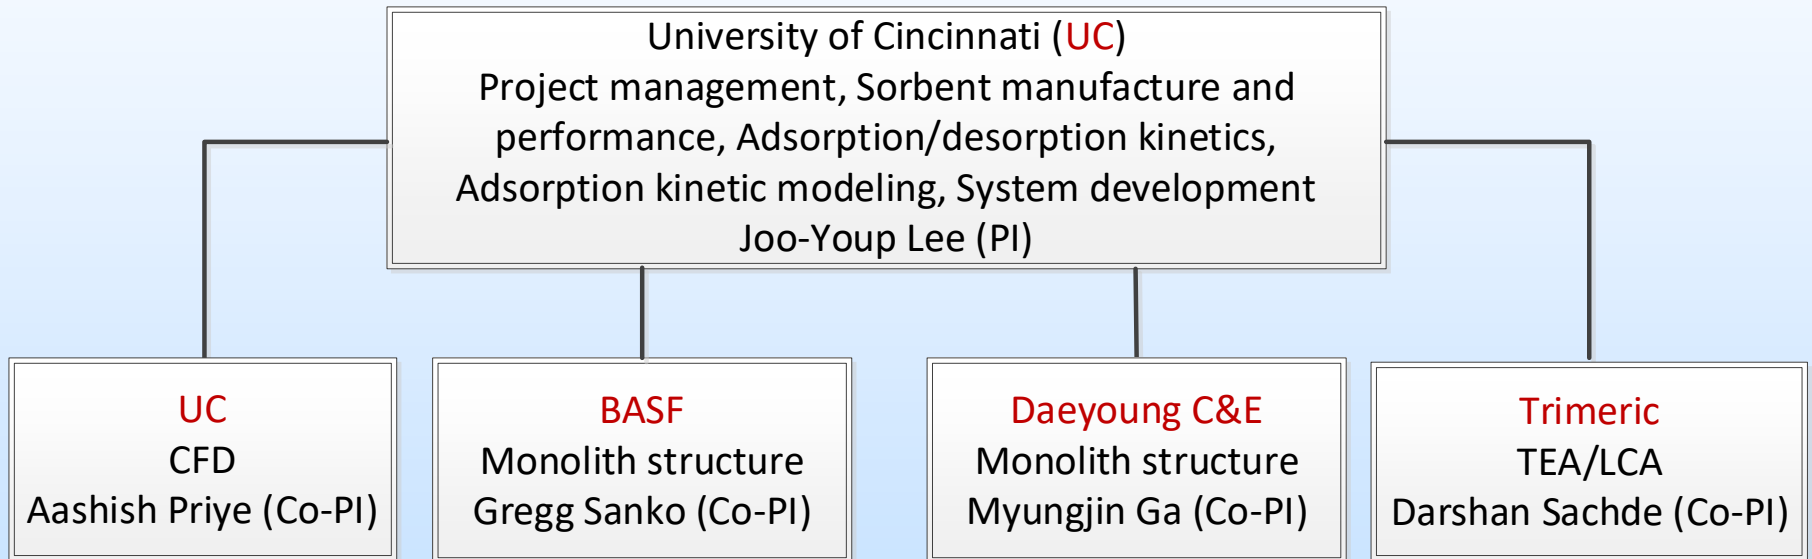 University of Cincinnati (UC)
Project management, Sorbent manufacture and
performance, Adsorption/desorption kinetics,
Adsorption kinetic modeling, System development
Joo-Youp Lee (PI)
UC
CFD
Aashish Priye (Co-PI)
BASF
Monolith structure
Gregg Sanko (Co-PI)
Daeyoung C&E
Monolith structure
Myungjin Ga (Co-PI)
Trimeric
TEA/LCA
Darshan Sachde (Co-PI)